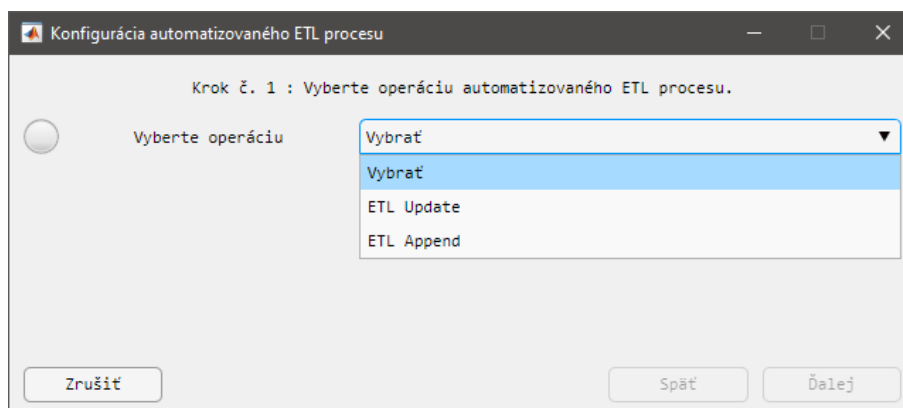 Konfigurácia automatizovaného ETL procesu
Krok č. 1 : Vyberte operáciu automatizovaného ETL procesu.
Vyberte operáciu
Vybrať
Vybrať
ETL Update
ETL Append
Zrušiť
Späť
Ďalej